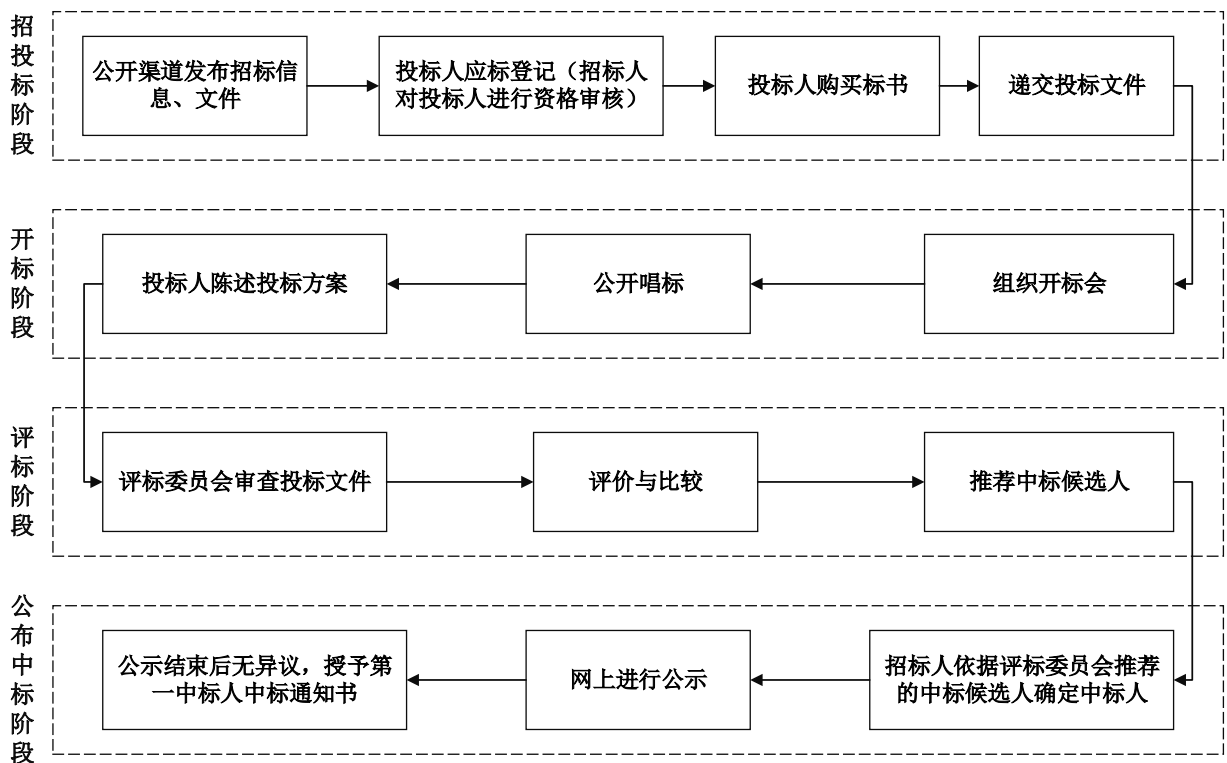 招投标阶段
公开渠道发布招标信
息、文件
投标人应标登记（招标人
对投标人进行资格审核）
投标人购买标书
递交投标文件
开标阶段
投标人陈述投标方案
公开唱标
组织开标会
评标阶段
评标委员会审查投标文件
评价与比较
推荐中标候选人
公布中标阶段
公示结束后无异议，授予第
一中标人中标通知书
网上进行公示
招标人依据评标委员会推荐
的中标候选人确定中标人